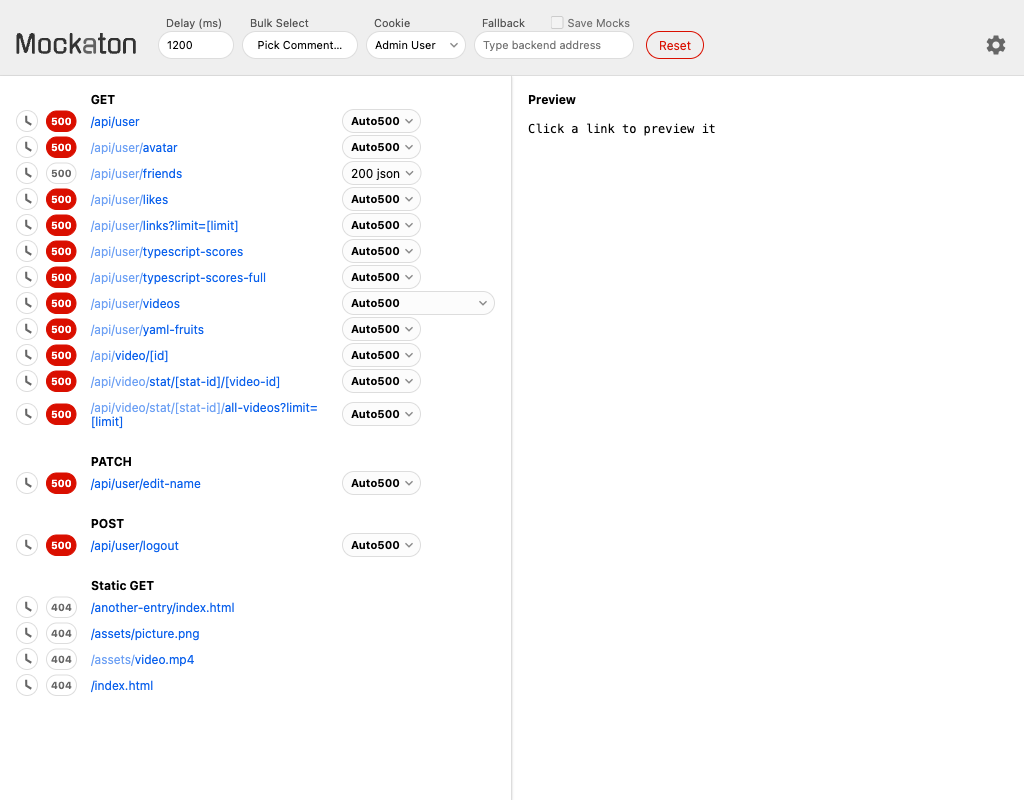 Mockaton
Delay (ms)
1200
Bulk Select
Pick Comment...
Cookie
Admin User
Fallback
Save Mocks
Type backend address
Reset
GET
500 /api/user Auto500
500 /api/user/avatar Auto500
500 /api/user/friends 200 json
500 /api/user/likes Auto500
500 /api/user/links?limit=[limit] Auto500
500 /api/user/typescript-scores Auto500
500 /api/user/typescript-scores-full Auto500
500 /api/user/videos Auto500
500 /api/user/yaml-fruits Auto500
500 /api/video/[id] Auto500
500 /api/video/stat/[stat-id]/[video-id] Auto500
500 /api/video/stat/[stat-id]/all-videos?limit= Auto500
[limit]
PATCH
500 /api/user/edit-name Auto500
POST
500 /api/user/logout Auto500
Static GET
404 /another-entry/index.html
404 /assets/picture.png
404 /assets/video.mp4
404 /index.html
Preview
Click a link to preview it